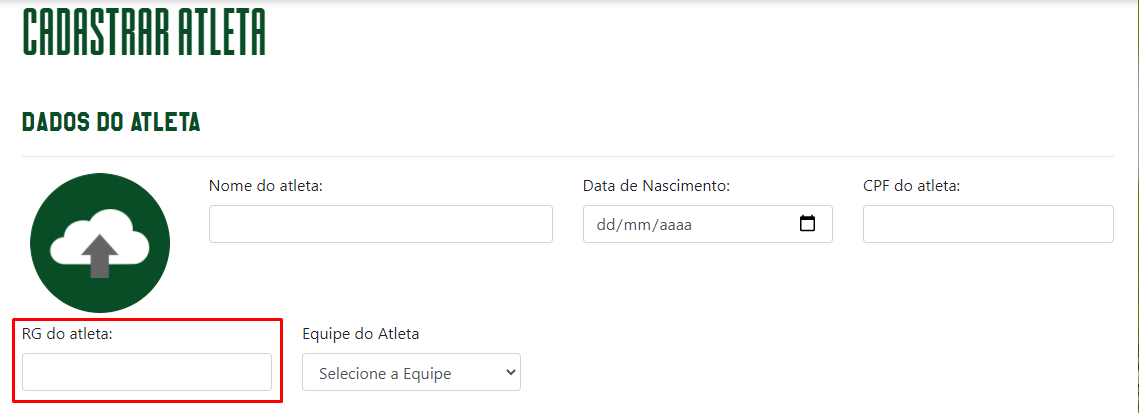 CADASTRAR ATLETA
DADOS DO ATLETA
Nome do atleta:
Data de Nascimento:
CPF do atleta:
dd/mm/aaaa
RG do atleta:
Equipe do Atleta
Selecione a Equipe